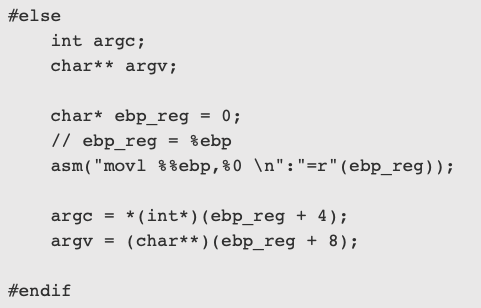 #else
    int argc;
    char** argv;

    char* ebp_reg = 0;
    // ebp_reg = %ebp
    asm("movl %%ebp,%0 \n":"=r"(ebp_reg));

    argc = *(int*)(ebp_reg + 4);
    argv = (char**)(ebp_reg + 8);

#endif